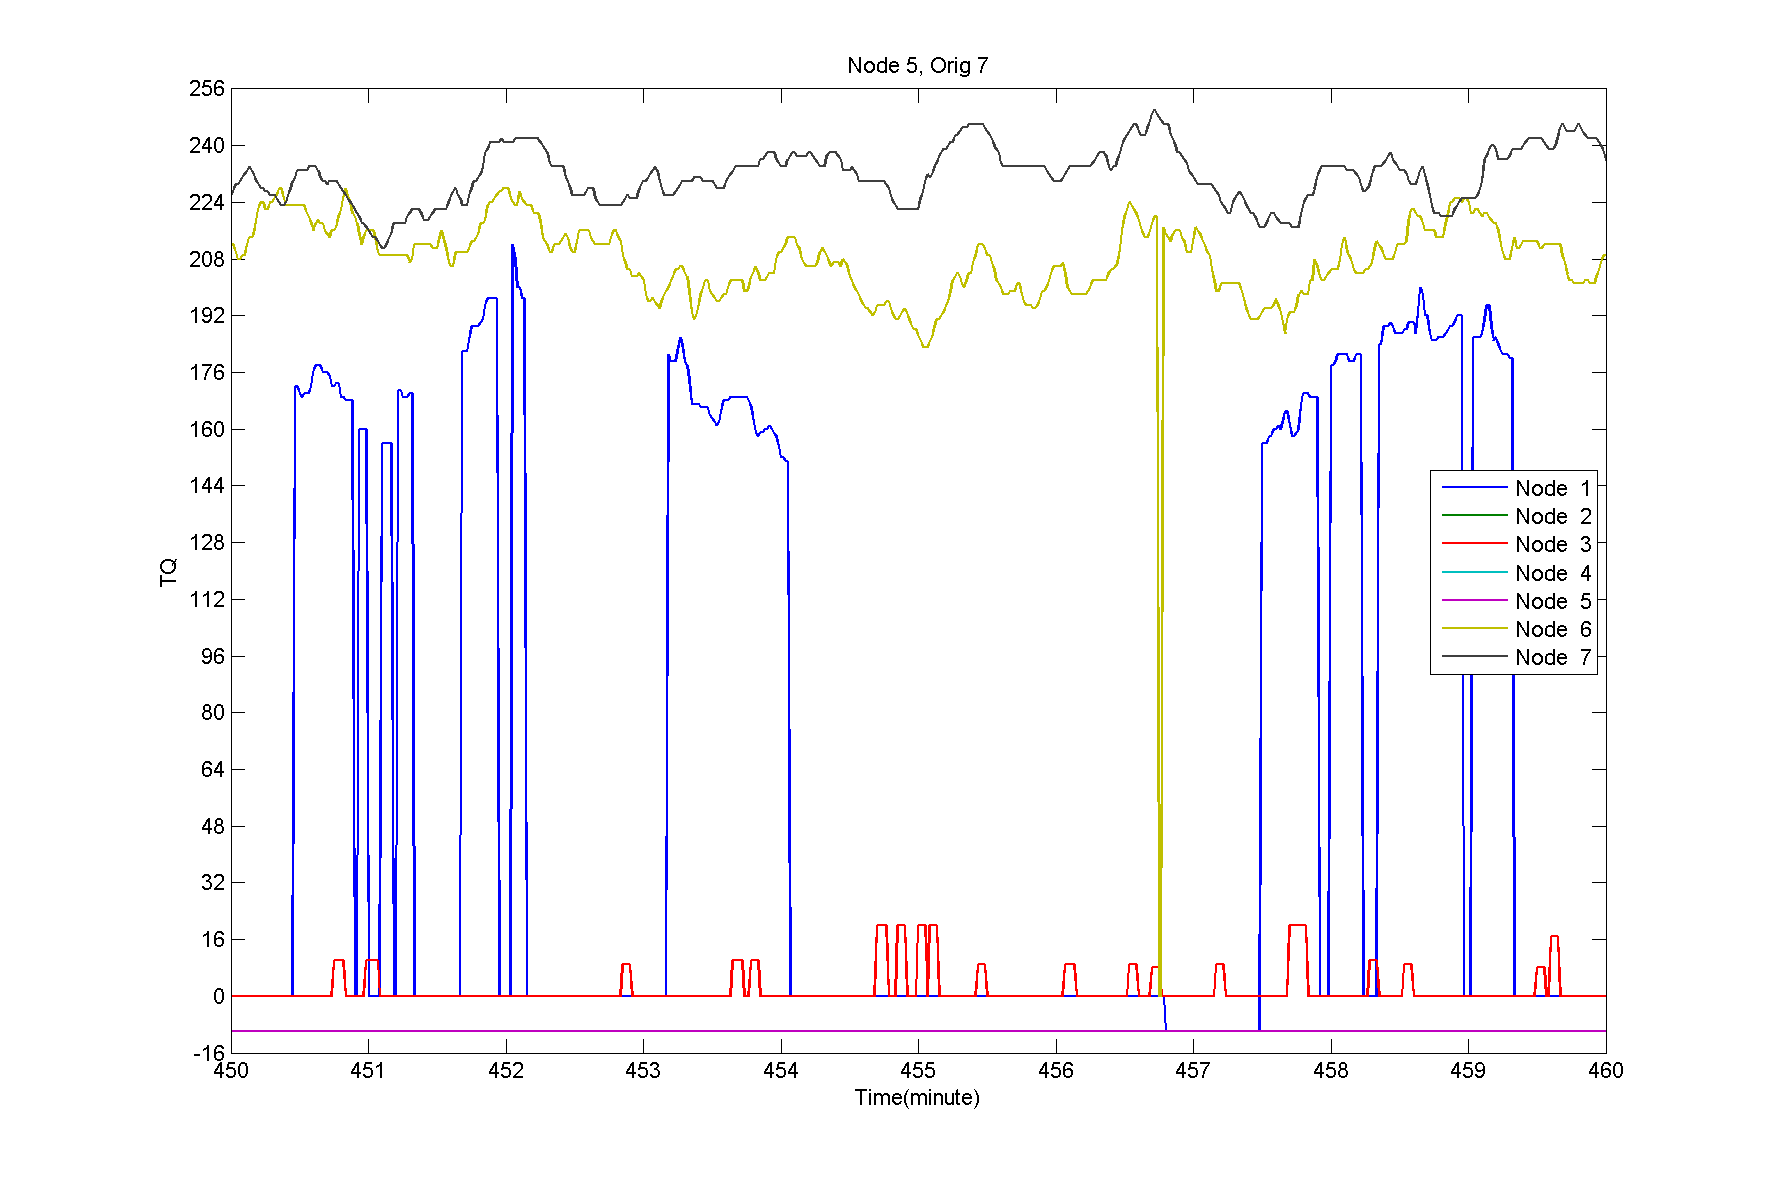 Node 5, Orig 7
256
240
224
208
192
176
160
144
128
112
96
80
64
48
32
16
0
-16
TQ
Node 1
Node 2
Node 3
Node 4
Node 5
Node 6
Node 7
450 451 452 453 454 455 456 457 458 459 460
Time(minute)